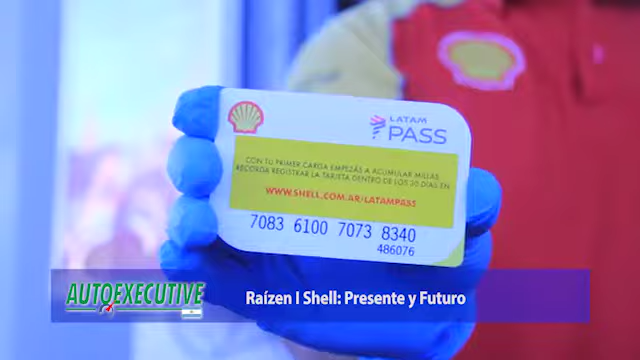 LATAM
PASS
CON TU PRIMER CARGA EMPEZÁS A ACUMULAR MILLAS.
RECORDÁ REGISTRAR LA TARJETA DENTRO DE LOS 30 DÍAS EN
WWW.SHELL.COM.AR/LATAMPASS
7083 6100 7073 8340
486076
AUTOEXECUTIVE
Raízen I Shell: Presente y Futuro